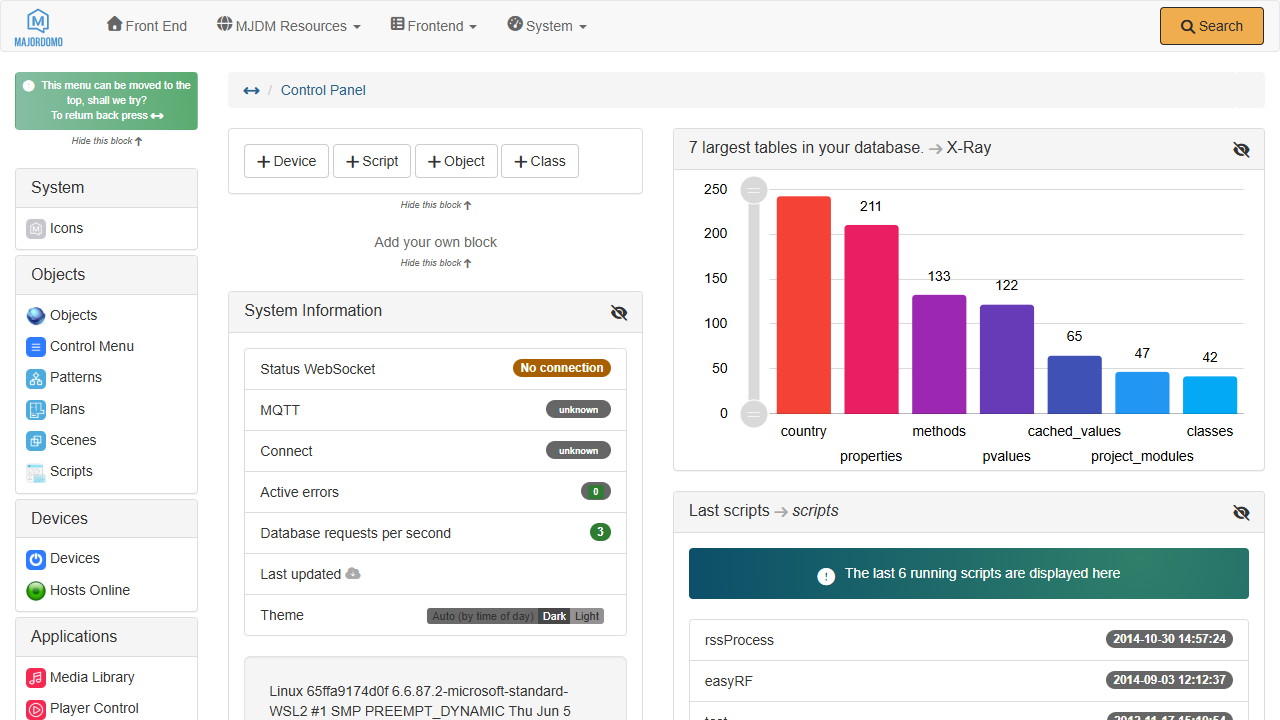 MAJORDOMO
Front End
MJDM Resources
Frontend
System
Search
This menu can be moved to the
top, shall we try?
To return back press
Hide this block
System
Icons
Objects
Objects
Control Menu
Patterns
Plans
Scenes
Scripts
Devices
Devices
Hosts Online
Applications
Media Library
Player Control
/ Control Panel
Device
Script
Object
Class
Hide this block
Add your own block
Hide this block
System Information
Status WebSocket No connection
MQTT unknown
Connect unknown
Active errors 0
Database requests per second 3
Last updated
Theme Auto (by time of day) Dark Light
Linux 65ffa9174d0f 6.6.87.2-microsoft-standard-
WSL2 #1 SMP PREEMPT_DYNAMIC Thu Jun 5
7 largest tables in your database. → X-Ray
250
200
150
100
50
0
211
133
122
65
47
42
country
properties
methods
pvalues
cached_values
project_modules
classes
Last scripts → scripts
The last 6 running scripts are displayed here
rssProcess 2014-10-30 14:57:24
easyRF 2014-09-03 12:12:37